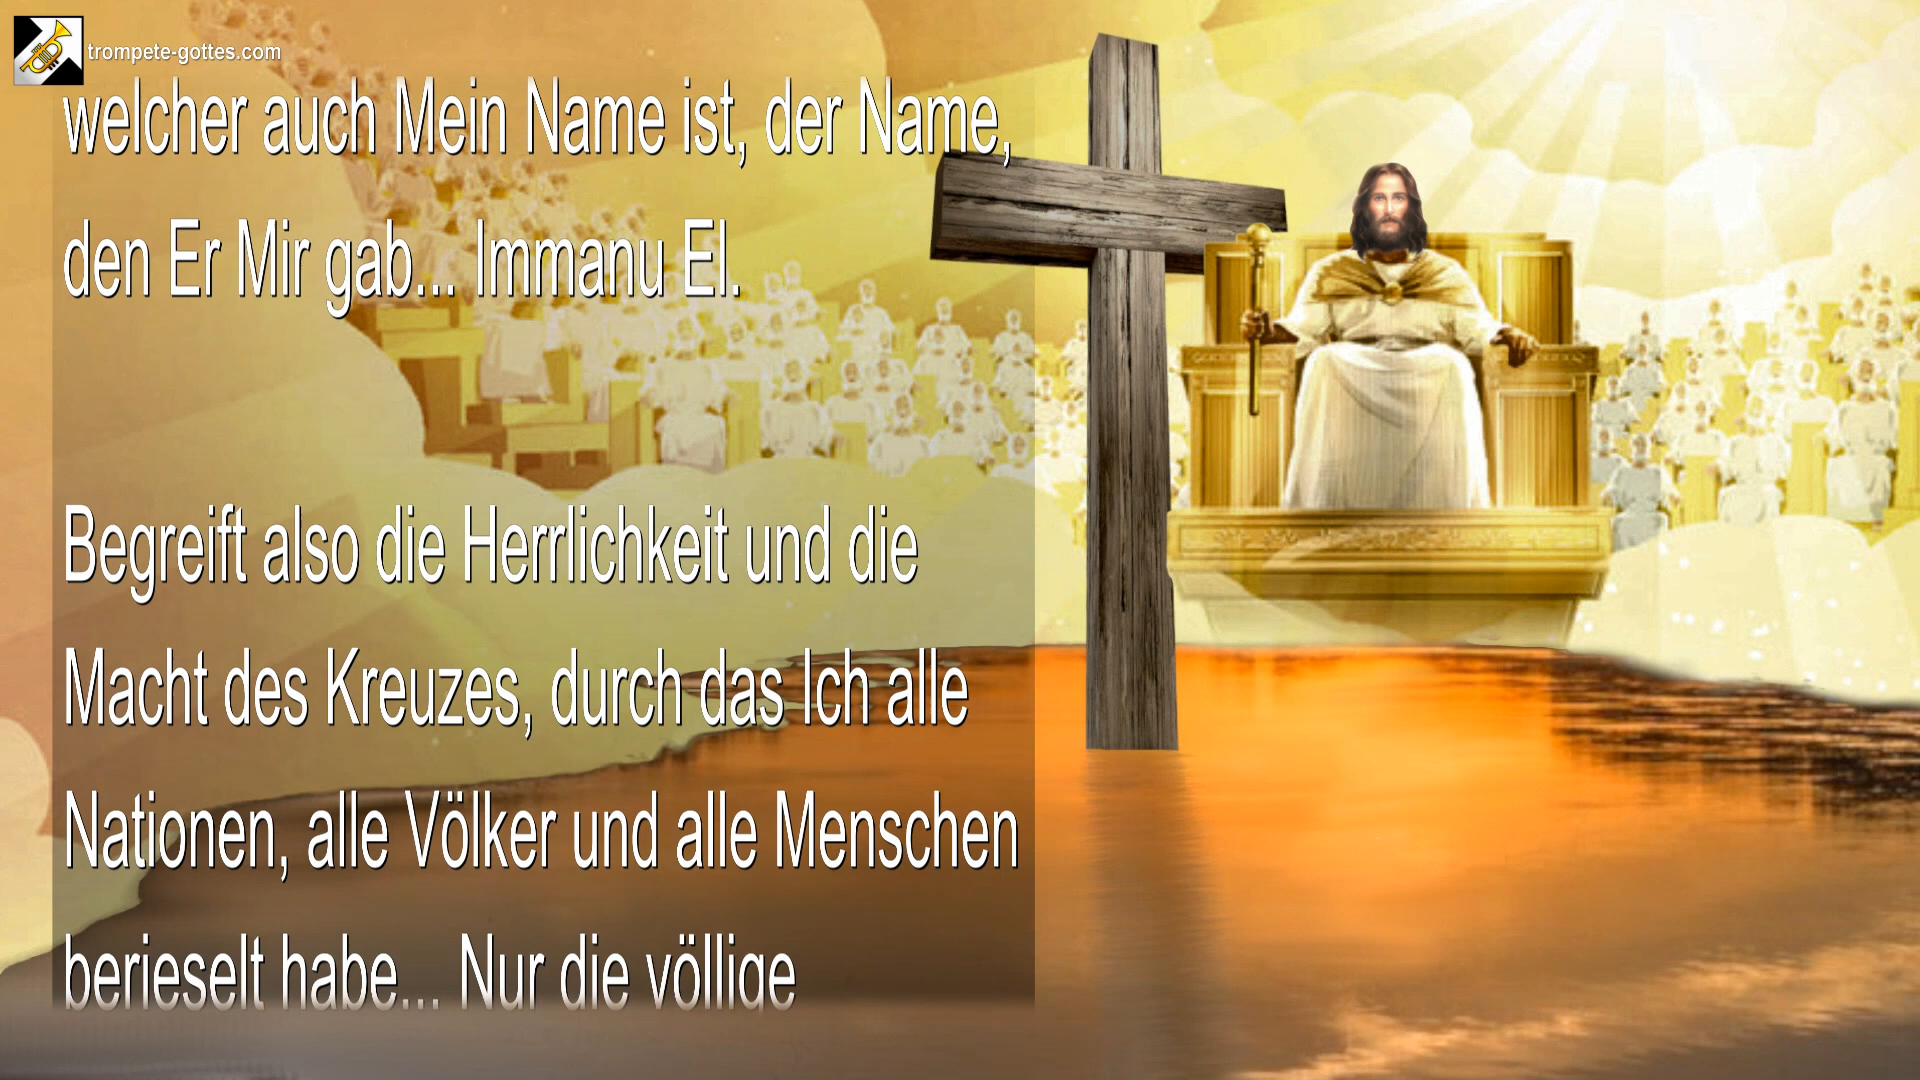 trompete-gottes.com
welcher auch Mein Name ist, der Name,
den Er Mir gab... Immanu El.
Begreift also die Herrlichkeit und die
Macht des Kreuzes, durch das Ich alle
Nationen, alle Völker und alle Menschen
berieselt habe... Nur die völlige